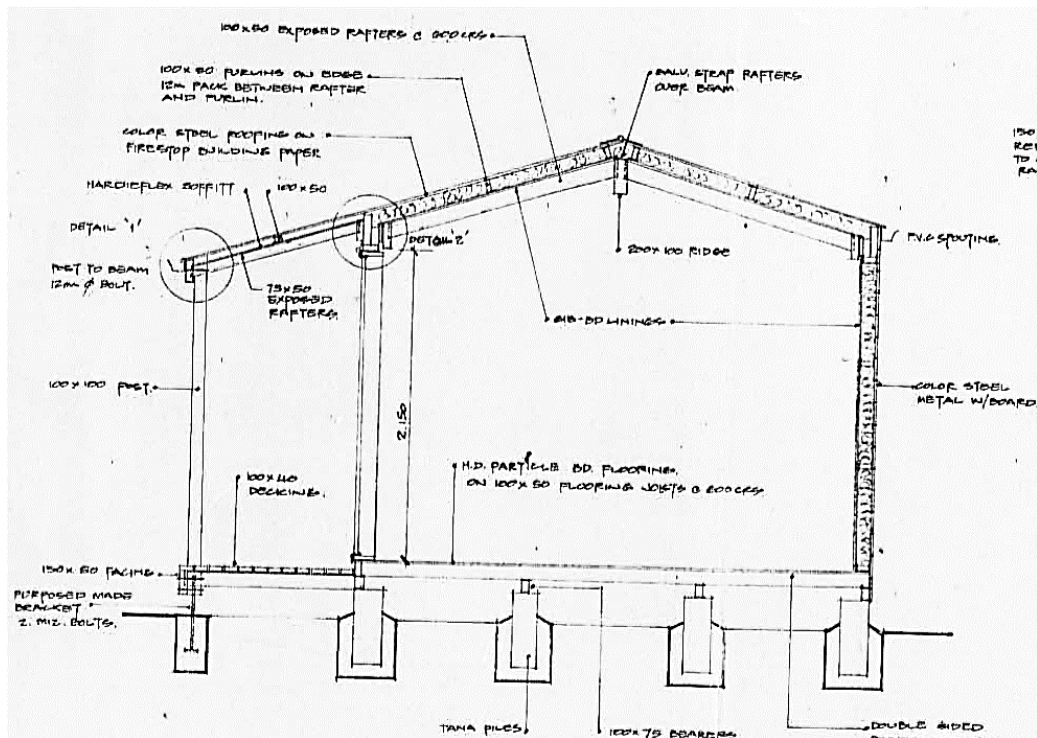 100x50 EXPOSED RAFTERS @ 900CRS
100x50 PURLINS ON EDGE
12m PACK BETWEEN RAFTER
AND PURLIN.
GALV. STRAP RAFTERS
OVER BEAM.
COLOR STEEL ROOFING ON
FIRESTOP BUILDING PAPER
150
HARDIEFLEX SOFFITT
100x50
DETAIL '1'
DETAIL '2'
200x100 RIDGE
P.V.C SPOUTING.
POST TO BEAM
12m ϕ BOLT.
75x50
EXPOSED
RAFTERS.
GIB-BD LININGS
100x100 POST.
COLOR STEEL
METAL W/BOARD.
2.150
100x40
DECKING.
H.D. PARTICLE BD. FLOORING.
ON 100x50 FLOORING JOISTS @ 600CRS
150x50 FACING
PURPOSED MADE
BRACKET
2. M12. BOLTS.
TANA PILES
100x75 BEARERS
DOUBLE SIDED